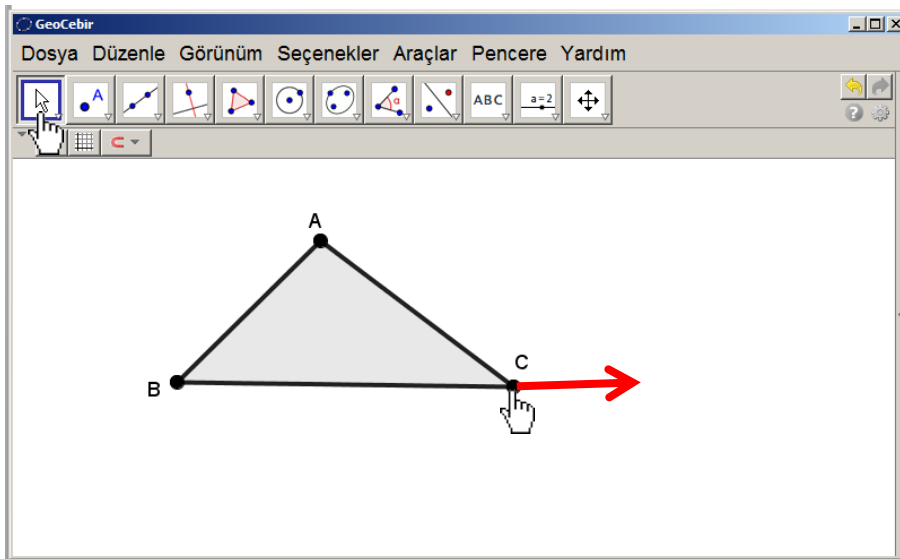 GeoCebir
Dosya Düzenle Görünüm Seçenekler Araçlar Pencere Yardım
A α ABC a=2
A
B
C